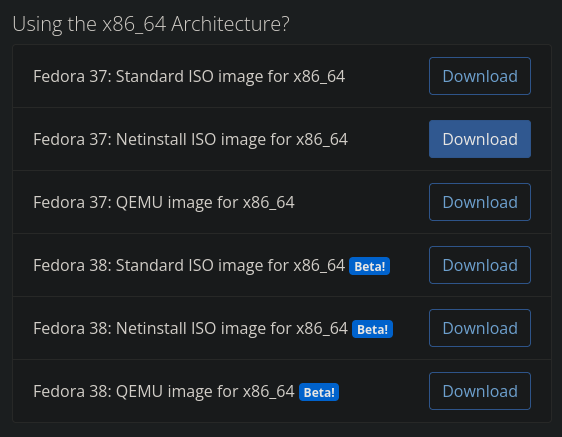 Using the x86_64 Architecture?
Fedora 37: Standard ISO image for x86_64 Download
Fedora 37: Netinstall ISO image for x86_64 Download
Fedora 37: QEMU image for x86_64 Download
Fedora 38: Standard ISO image for x86_64 Beta! Download
Fedora 38: Netinstall ISO image for x86_64 Beta! Download
Fedora 38: QEMU image for x86_64 Beta! Download